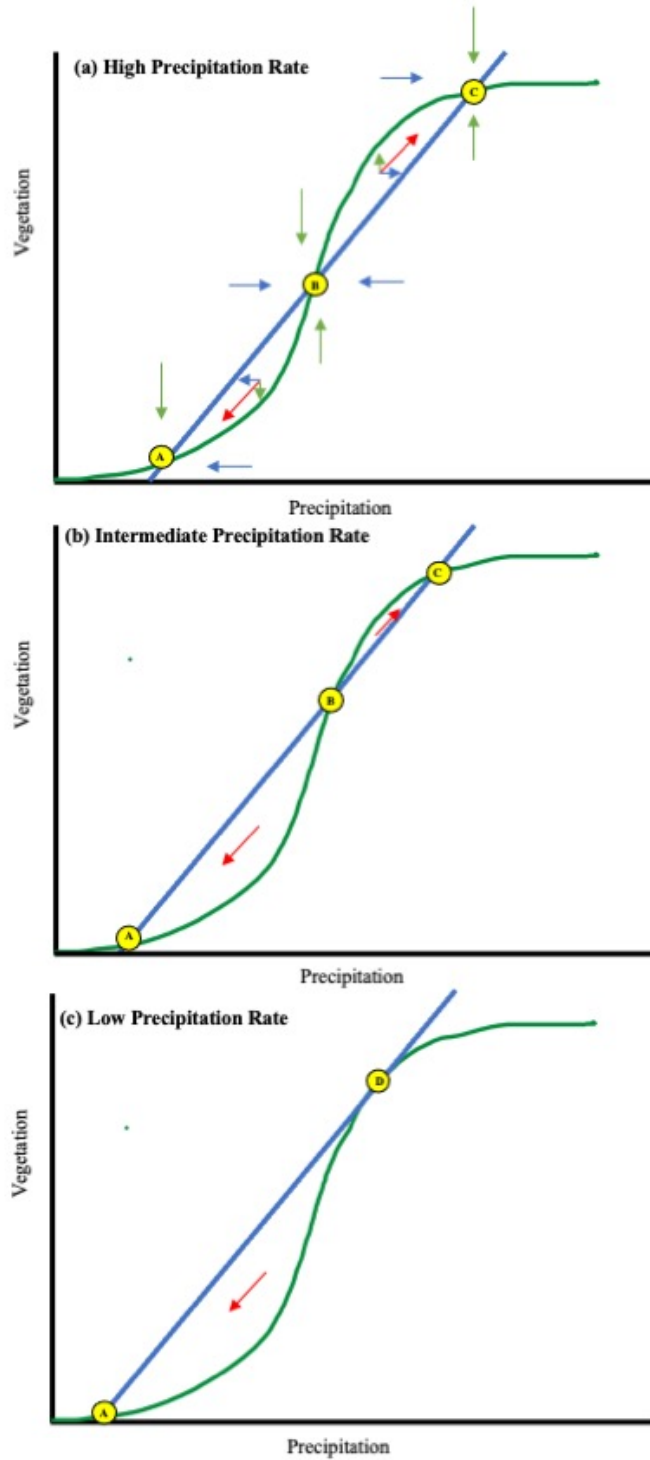 (a) High Precipitation Rate
C
Vegetation
B
A
Precipitation
(b) Intermediate Precipitation Rate
C
Vegetation
B
A
Precipitation
(c) Low Precipitation Rate
D
Vegetation
A
Precipitation